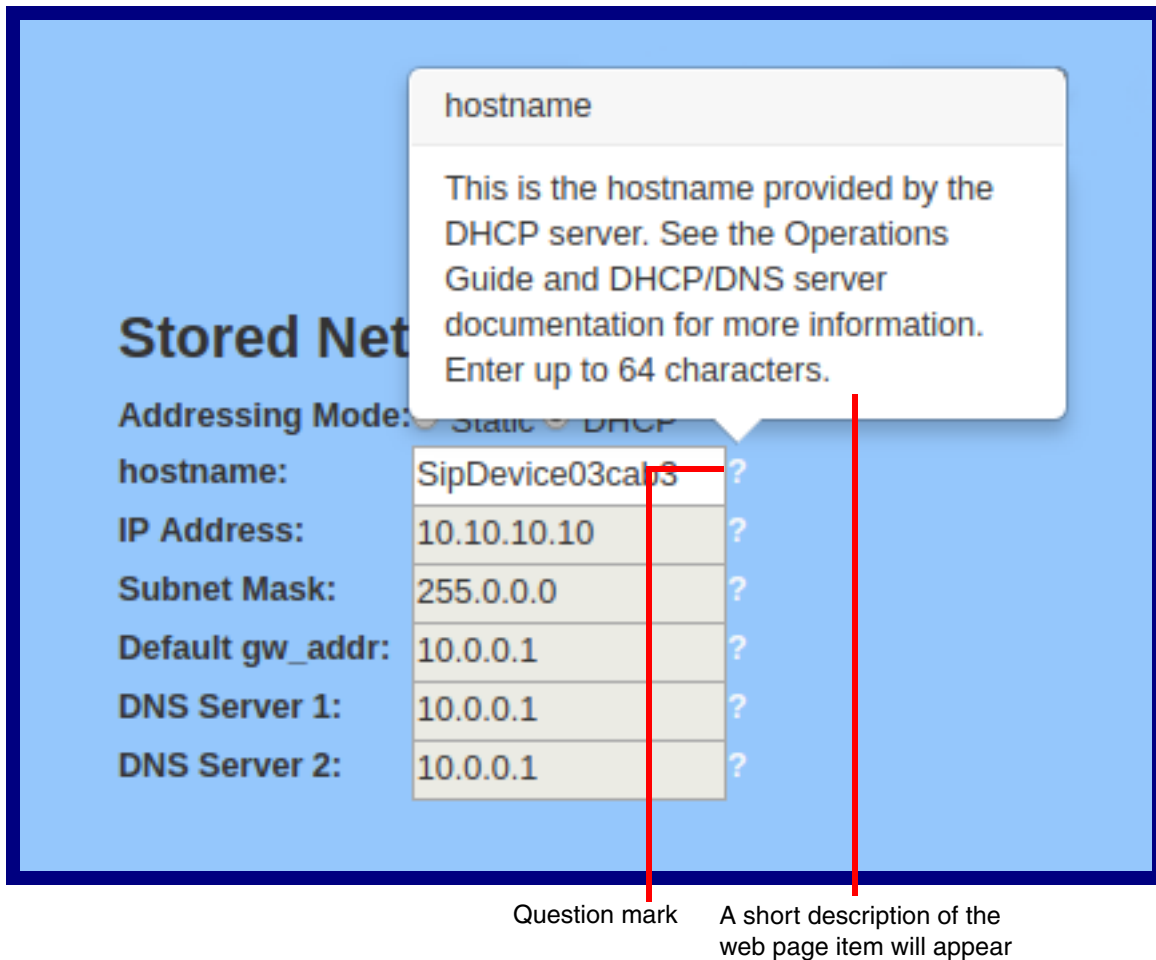 hostname
This is the hostname provided by the
DHCP server. See the Operations
Guide and DHCP/DNS server
documentation for more information.
Enter up to 64 characters.
Stored Net
Addressing Mode: Static DHCP
hostname: SipDevice03cab3 ?
IP Address: 10.10.10.10 ?
Subnet Mask: 255.0.0.0 ?
Default gw_addr: 10.0.0.1 ?
DNS Server 1: 10.0.0.1 ?
DNS Server 2: 10.0.0.1 ?
Question mark
A short description of the
web page item will appear